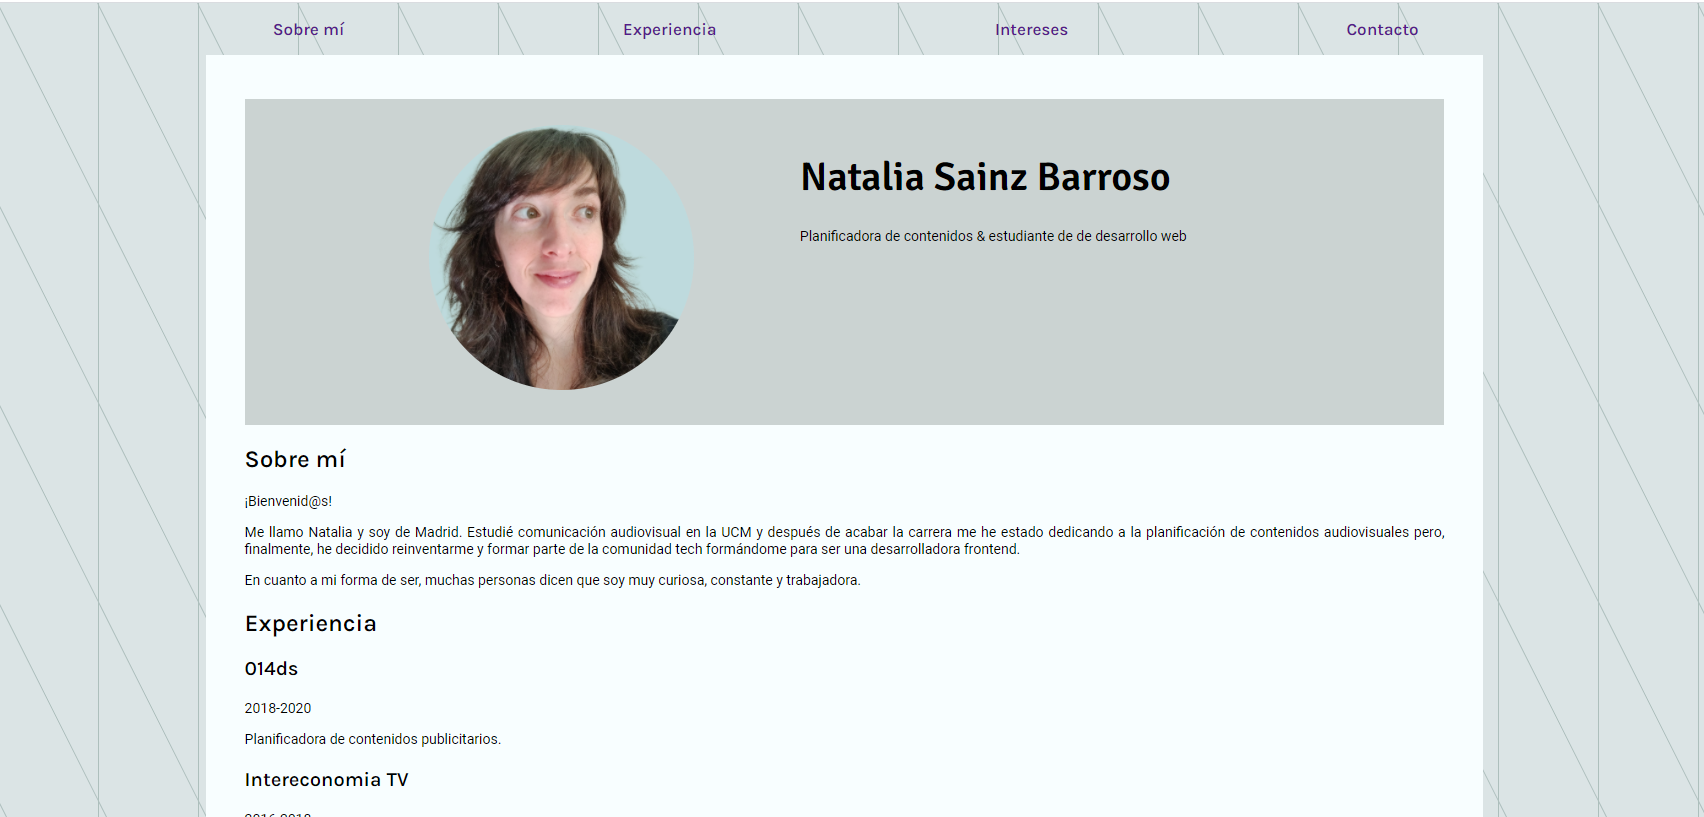 Sobre mí Experiencia Intereses Contacto
Natalia Sainz Barroso
Planificadora de contenidos & estudiante de de desarrollo web
Sobre mí
¡Bienvenid@s!
Me llamo Natalia y soy de Madrid. Estudié comunicación audiovisual en la UCM y después de acabar la carrera me he estado dedicando a la planificación de contenidos audiovisuales pero,
finalmente, he decidido reinventarme y formar parte de la comunidad tech formándome para ser una desarrolladora frontend.
En cuanto a mi forma de ser, muchas personas dicen que soy muy curiosa, constante y trabajadora.
Experiencia
014ds
2018-2020
Planificadora de contenidos publicitarios.
Intereconomia TV